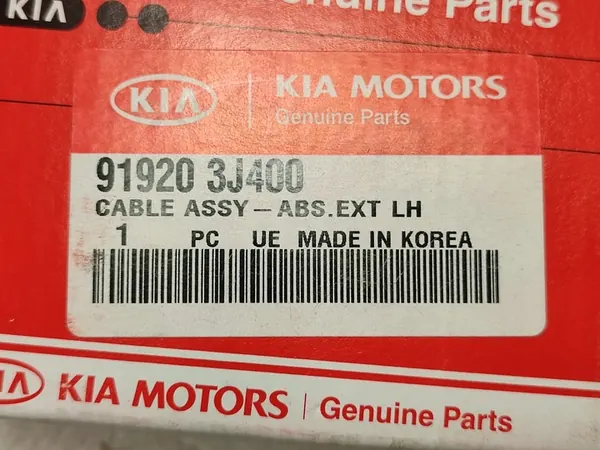 KIA
Genuine Parts
KIA
KIA MOTORS
Genuine Parts
91920 3J400
CABLE ASSY-ABS.EXT LH
1 PC UE MADE IN KOREA
KIA MOTORS Genuine Parts